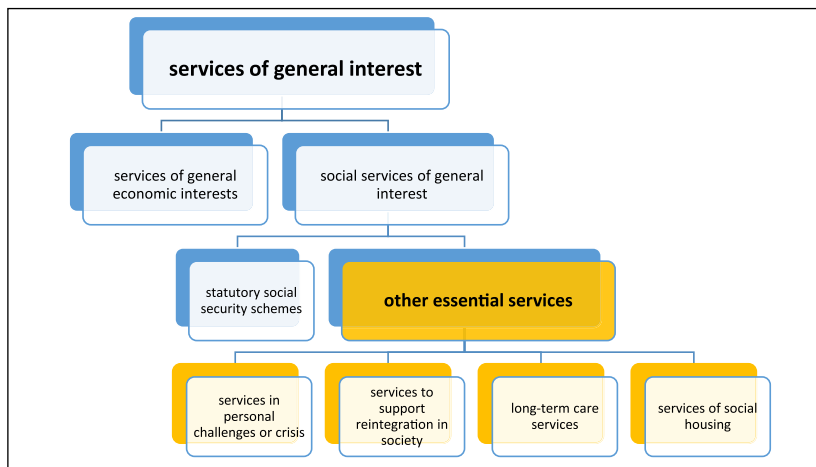 services of general interest
services of general
economic interests
social services of general
interest
statutory social
security schemes
other essential services
services in
personal
challenges or crisis
services to
support
reintegration in
society
long-term care
services
services of social
housing